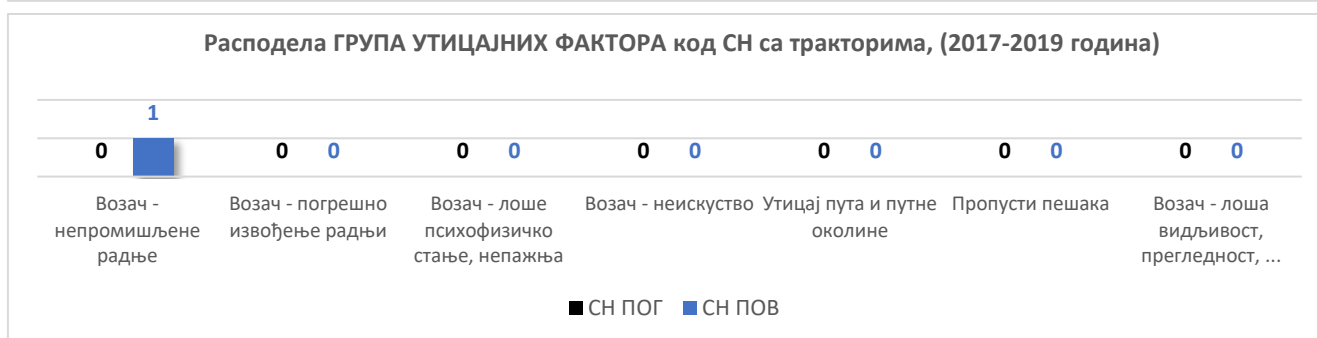 Расподела ГРУПА УТИЦАЈНИХ ФАКТОРА код СН са тракторима, (2017-2019 година)
1
0 0 0 0 0 0 0 0 0 0 0 0 0
Возач - непромишљене радње
Возач - погрешно извођење радњи
Возач - лоше психофизичко стање, непажња
Возач - неискуство
Утицај пута и путне околине
Пропусти пешака
Возач - лоша видљивост, прегледност, ...
СН ПОГ СН ПОВ